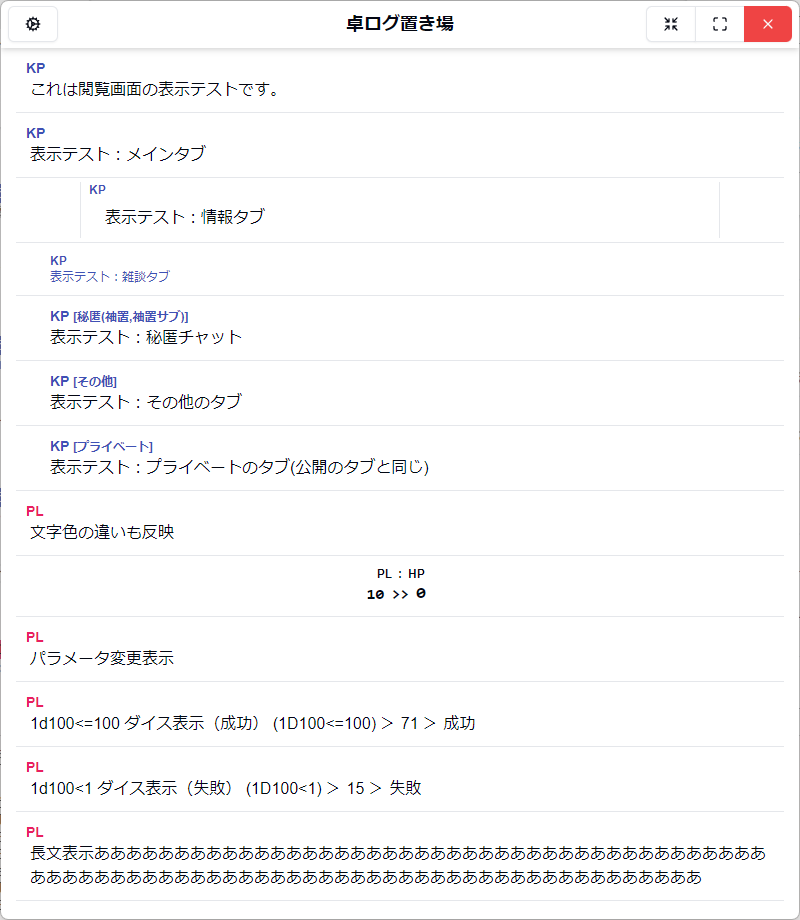 卓ログ置き場
KP
これは閲覧画面の表示テストです。
KP
表示テスト：メインタブ
KP
表示テスト：情報タブ
KP
表示テスト：雑談タブ
KP [秘匿(袖置,袖置サブ)]
表示テスト：秘匿チャット
KP [その他]
表示テスト：その他のタブ
KP [プライベート]
表示テスト：プライベートのタブ(公開のタブと同じ)
PL
文字色の違いも反映
PL : HP
10 >> 0
PL
パラメータ変更表示
PL
1d100<=100 ダイス表示（成功） (1D100<=100) ＞ 71 ＞ 成功
PL
1d100<1 ダイス表示（失敗） (1D100<1) ＞ 15 ＞ 失敗
PL
長文表示ああああああああああああああああああああああああああああああああああああああああああ
ああああああああああああああああああああああああああああああああああああああああああ